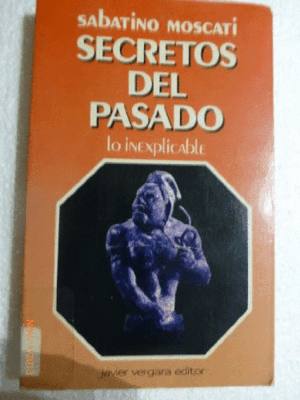 sabatino moscati
SECRETOS
DEL
PASADO
lo inexplicable
javier vergara editor